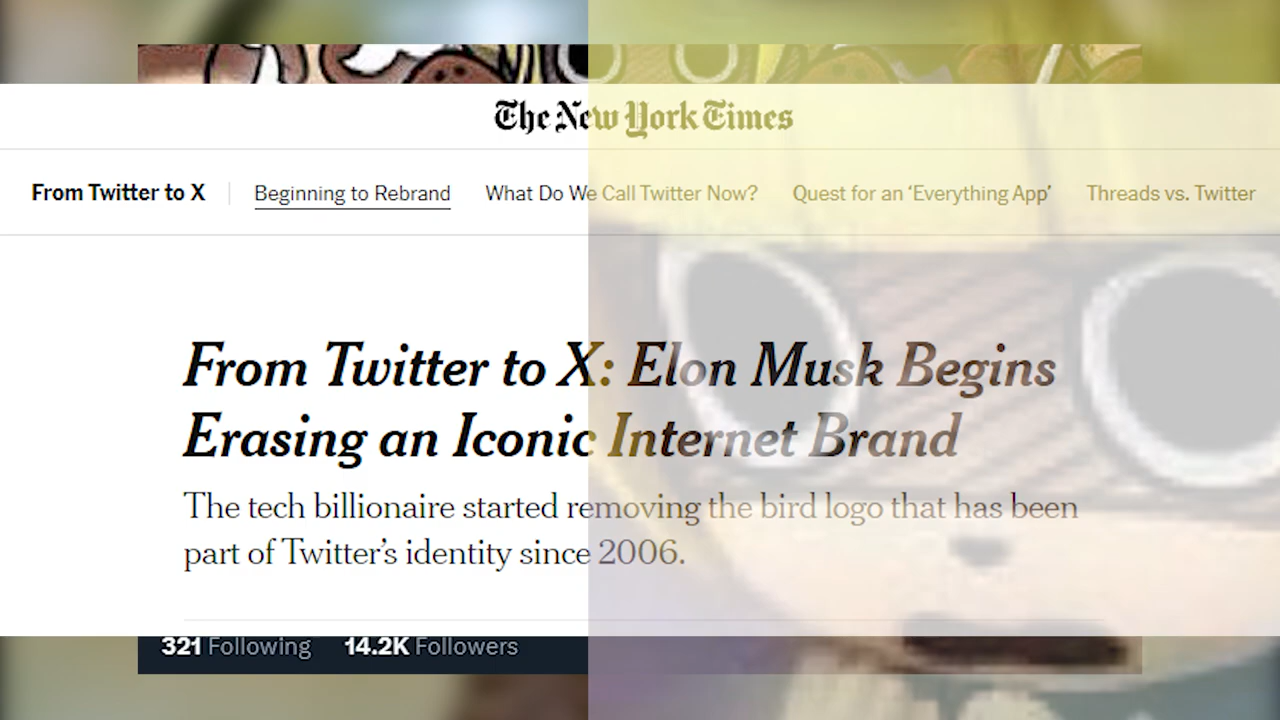 The New York Times
From Twitter to X Beginning to Rebrand What Do We Call Twitter Now? Quest for an ‘Everything App’ Threads vs. Twitter
From Twitter to X: Elon Musk Begins
Erasing an Iconic Internet Brand
The tech billionaire started removing the bird logo that has been
part of Twitter’s identity since 2006.
321 Following 14.2K Followers